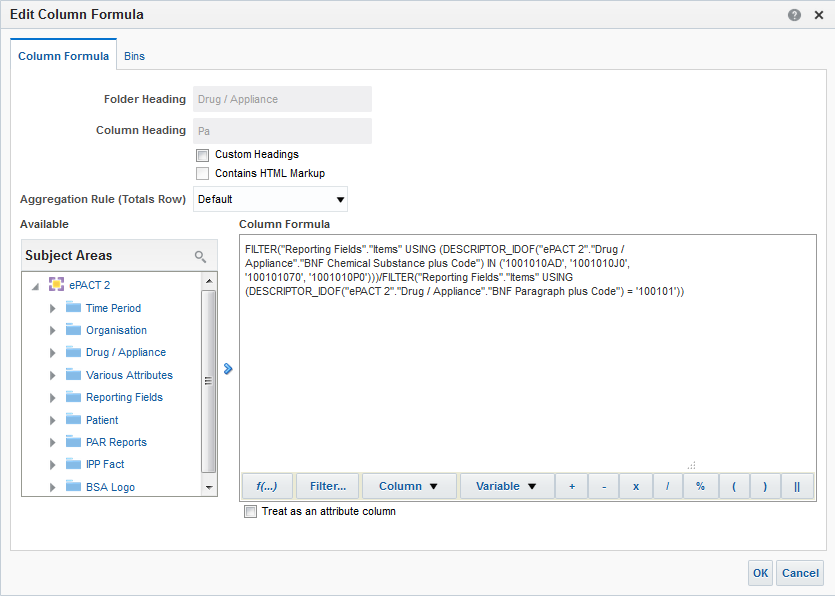 Edit Column Formula
Column Formula
Bins
Folder Heading
Drug / Appliance
Column Heading
Pa
Custom Headings
Contains HTML Markup
Aggregation Rule (Totals Row)
Default
Available
Subject Areas
ePACT 2
Time Period
Organisation
Drug / Appliance
Various Attributes
Reporting Fields
Patient
PAR Reports
IPP Fact
BSA Logo
Column Formula
FILTER("Reporting Fields"."Items" USING (DESCRIPTOR_IDOF("ePACT 2"."Drug /
Appliance"."BNF Chemical Substance plus Code") IN ('1001010AD', '1001010J0',
'100101070', '1001010P0')))/FILTER("Reporting Fields"."Items" USING
(DESCRIPTOR_IDOF("ePACT 2"."Drug / Appliance"."BNF Paragraph plus Code") = '100101'))
f(...)
Filter...
Column
Variable
+
-
x
/
%
(
)
||
Treat as an attribute column
OK
Cancel